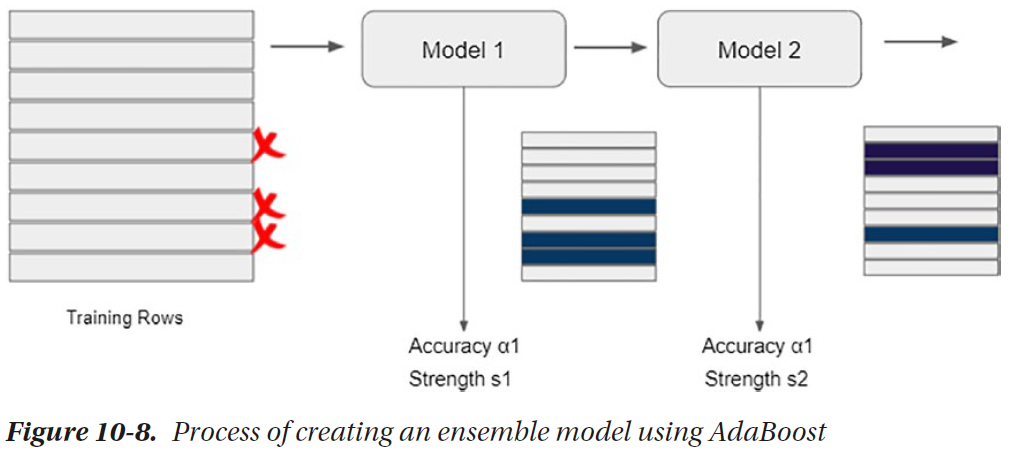 Model 1
Model 2
Training Rows
Accuracy α1
Strength s1
Accuracy α1
Strength s2
Figure 10-8. Process of creating an ensemble model using AdaBoost